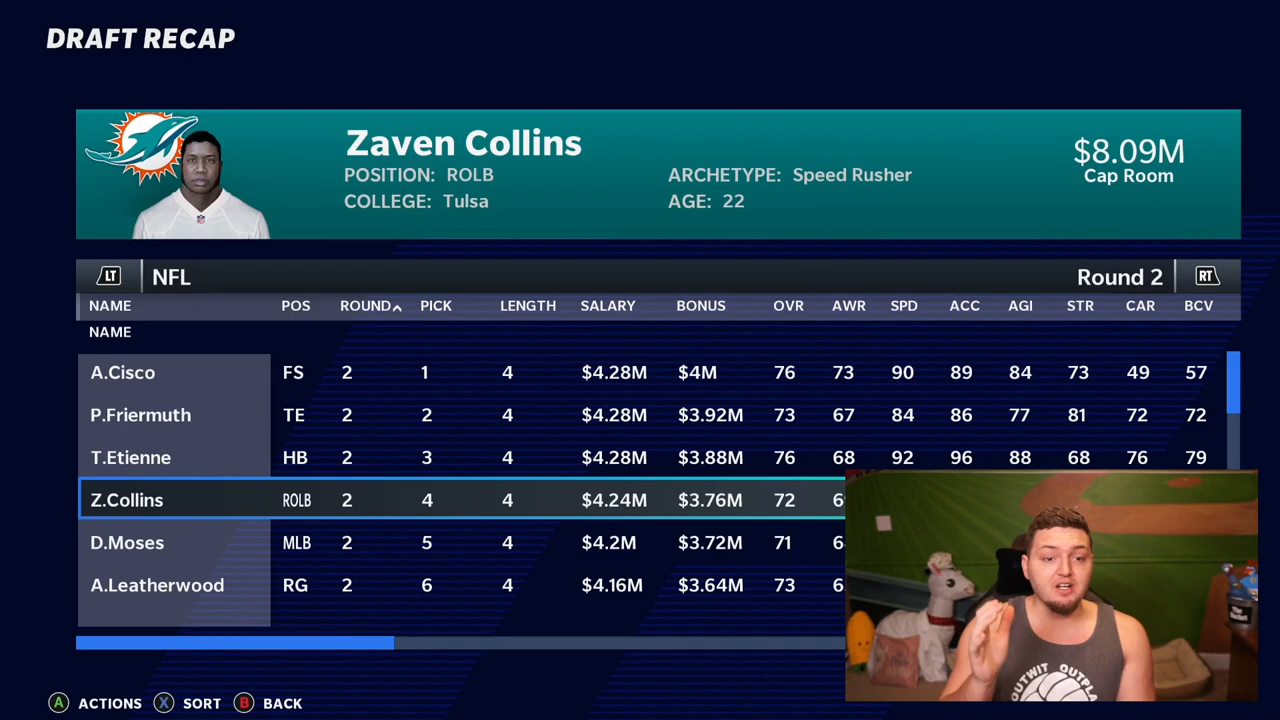 DRAFT RECAP
Zaven Collins
POSITION: ROLB
COLLEGE: Tulsa
ARCHETYPE: Speed Rusher
AGE: 22
$8.09M
Cap Room
LT NFL Round 2 RT
NAME POS ROUND PICK LENGTH SALARY BONUS OVR AWR SPD ACC AGI STR CAR BCV
NAME
A.Cisco FS 2 1 4 $4.28M $4M 76 73 90 89 84 73 49 57
P.Friermuth TE 2 2 4 $4.28M $3.92M 73 67 84 86 77 81 72 72
T.Etienne HB 2 3 4 $4.28M $3.88M 76 68 92 96 88 68 76 79
Z.Collins ROLB 2 4 4 $4.24M $3.76M 72
D.Moses MLB 2 5 4 $4.2M $3.72M 71
A.Leatherwood RG 2 6 4 $4.16M $3.64M 73
OUTWIT OUTPLA
A ACTIONS X SORT B BACK